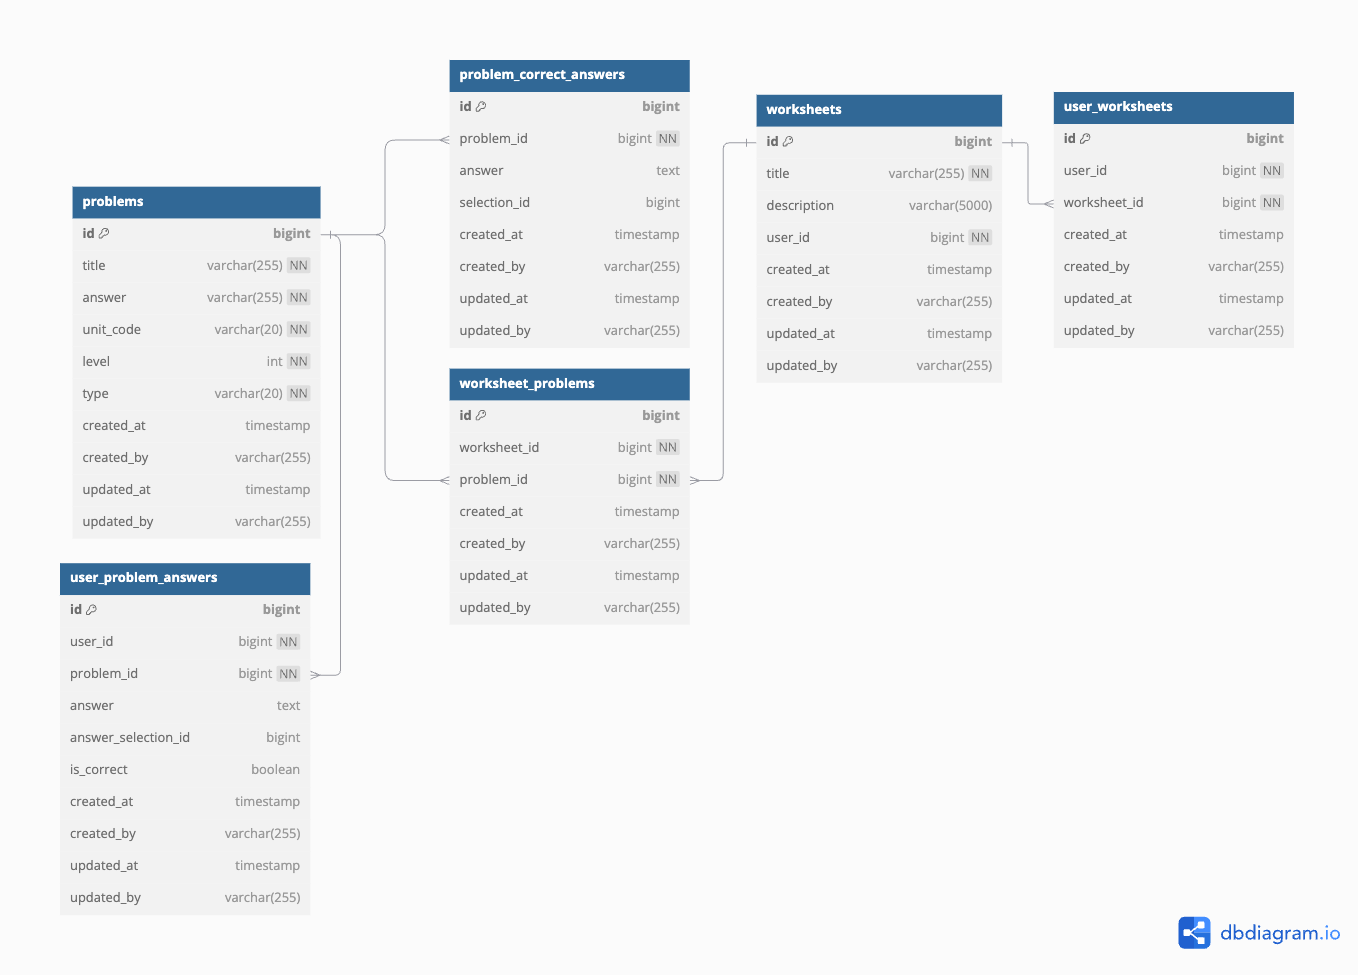 problem_correct_answers
id bigint
problem_id bigint NN
answer text
selection_id bigint
created_at timestamp
created_by varchar(255)
updated_at timestamp
updated_by varchar(255)
worksheets
id bigint
title varchar(255) NN
description varchar(5000)
user_id bigint NN
created_at timestamp
created_by varchar(255)
updated_at timestamp
updated_by varchar(255)
user_worksheets
id bigint
user_id bigint NN
worksheet_id bigint NN
created_at timestamp
created_by varchar(255)
updated_at timestamp
updated_by varchar(255)
problems
id bigint
title varchar(255) NN
answer varchar(255) NN
unit_code varchar(20) NN
level int NN
type varchar(20) NN
created_at timestamp
created_by varchar(255)
updated_at timestamp
updated_by varchar(255)
worksheet_problems
id bigint
worksheet_id bigint NN
problem_id bigint NN
created_at timestamp
created_by varchar(255)
updated_at timestamp
updated_by varchar(255)
user_problem_answers
id bigint
user_id bigint NN
problem_id bigint NN
answer text
answer_selection_id bigint
is_correct boolean
created_at timestamp
created_by varchar(255)
updated_at timestamp
updated_by varchar(255)
dbdiagram.io